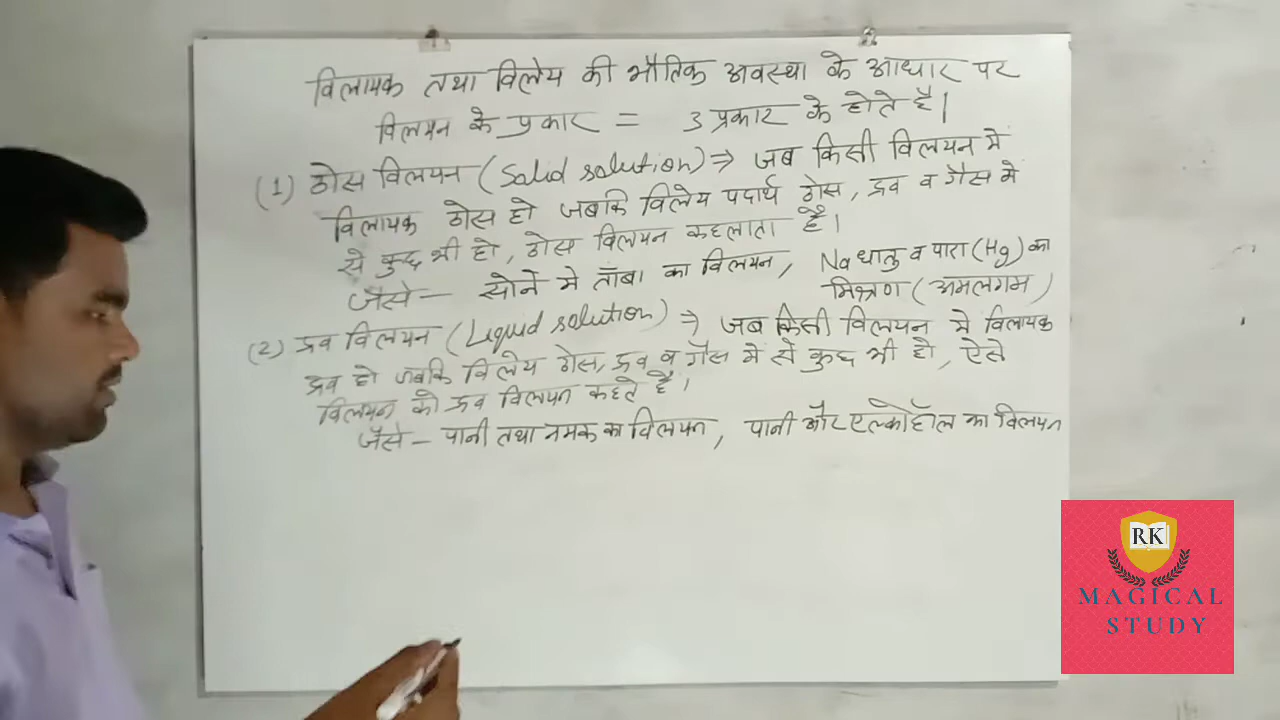 विलायक तथा विलेय की भौतिक अवस्था के आधार पर
विलयन के प्रकार = 3 प्रकार के होते है।
(1) ठोस विलयन (Solid solution) ⇒ जब किसी विलयन मे
विलायक ठोस हो जबकि विलेय पदार्थ ठोस, द्रव व गैस मे
से कुछ भी हो, ठोस विलयन कहलाता है।
जैसे - सोने मे ताँबा का विलयन, Na धातु व पारा (Hg) का
मिश्रण (अमलगम)
(2) द्रव विलयन (Liquid solution) ⇒ जब किसी विलयन मे विलायक
द्रव हो जबकि विलेय ठोस, द्रव व गैस मे से कुछ भी हो, ऐसे
विलयन को द्रव विलयन कहते है।
जैसे - पानी तथा नमक का विलयन, पानी और एल्कोहॉल का विलयन
RK
MAGICAL
STUDY